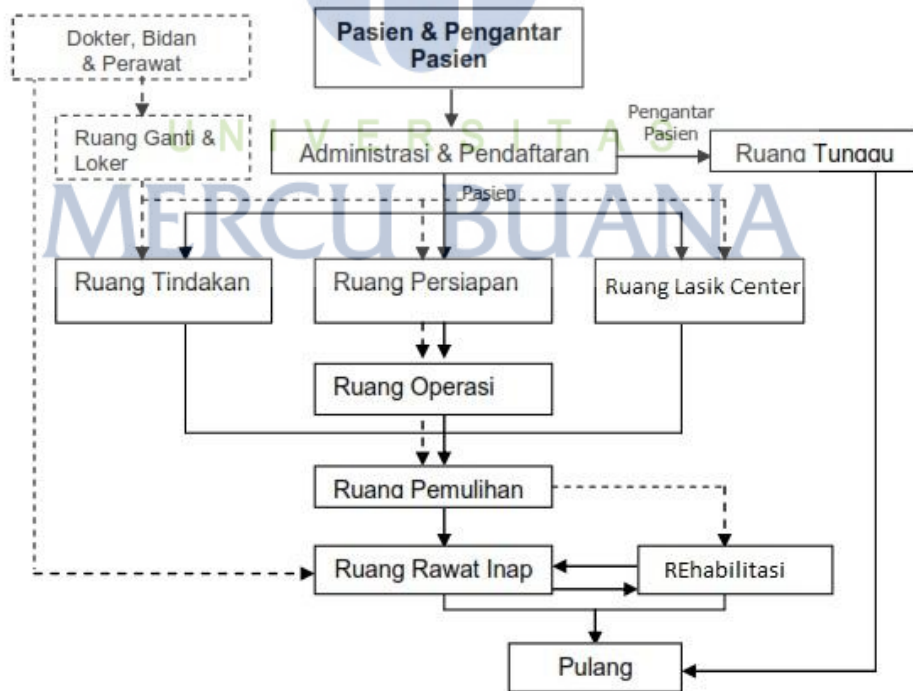 Dokter, Bidan
& Perawat
Pasien & Pengantar
Pasien
Pengantar
Pasien
Ruang Ganti &
Loker
UNIVERSITAS
Administrasi & Pendaftaran
Ruang Tunggu
Pasien
MERCU BUANA
Ruang Tindakan
Ruang Persiapan
Ruang Lasik Center
Ruang Operasi
Ruang Pemulihan
Ruang Rawat Inap
REhabilitasi
Pulang